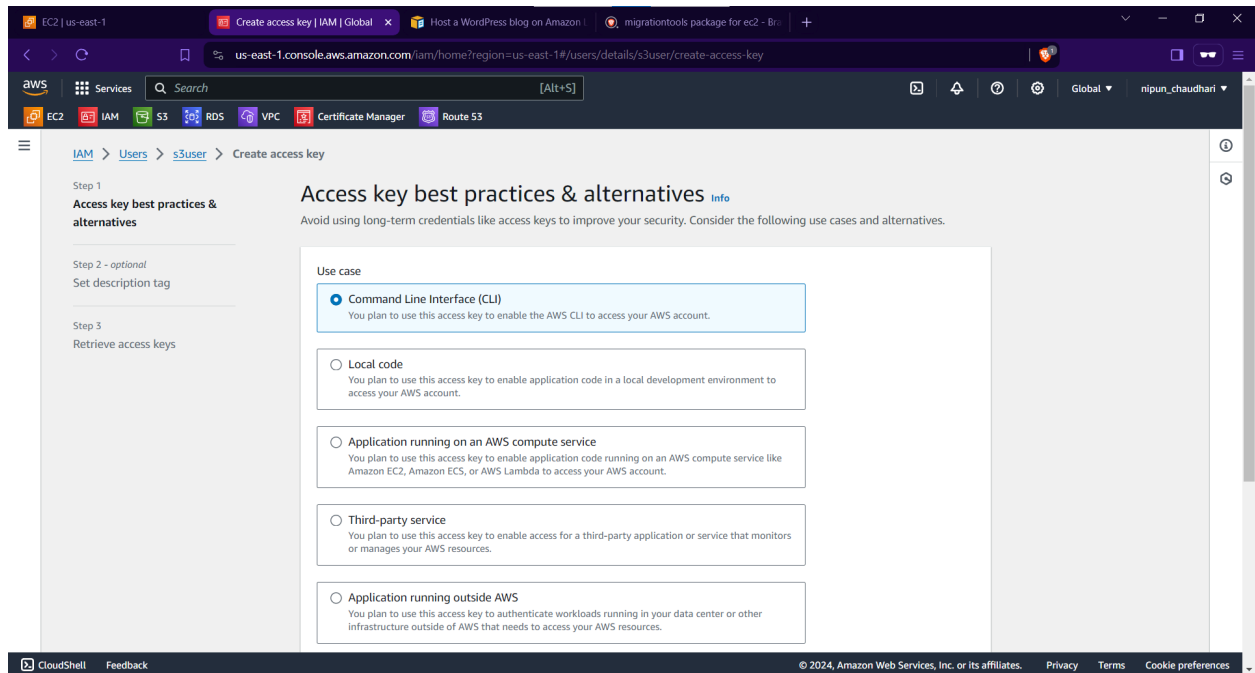 EC2 | us-east-1
Create access key | IAM | Global
Host a WordPress blog on Amazon
migrationtools package for ec2 - Bra
us-east-1.console.aws.amazon.com/iam/home?region=us-east-1#/users/details/s3user/create-access-key
aws
Services
Search
[Alt+S]
Global
nipun_chaudhari
EC2
IAM
S3
RDS
VPC
Certificate Manager
Route 53
IAM > Users > s3user > Create access key
Step 1
Access key best practices &
alternatives
Step 2 - optional
Set description tag
Step 3
Retrieve access keys
Access key best practices & alternatives Info
Avoid using long-term credentials like access keys to improve your security. Consider the following use cases and alternatives.
Use case
Command Line Interface (CLI)
You plan to use this access key to enable the AWS CLI to access your AWS account.
Local code
You plan to use this access key to enable application code in a local development environment to
access your AWS account.
Application running on an AWS compute service
You plan to use this access key to enable application code running on an AWS compute service like
Amazon EC2, Amazon ECS, or AWS Lambda to access your AWS account.
Third-party service
You plan to use this access key to enable access for a third-party application or service that monitors
or manages your AWS resources.
Application running outside AWS
You plan to use this access key to authenticate workloads running in your data center or other
infrastructure outside of AWS that needs to access your AWS resources.
CloudShell
Feedback
© 2024, Amazon Web Services, Inc. or its affiliates.
Privacy
Terms
Cookie preferences